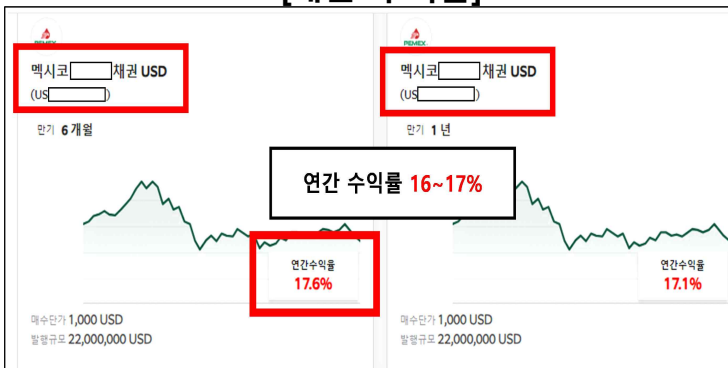 PEMEX
멕시코 채권 USD
(US )
만기 6개월
연간수익률
17.6%
매수단가 1,000 USD
발행규모 22,000,000 USD
연간 수익률 16~17%
PEMEX
멕시코 채권 USD
(US )
만기 1년
연간수익률
17.1%
매수단가 1,000 USD
발행규모 22,000,000 USD